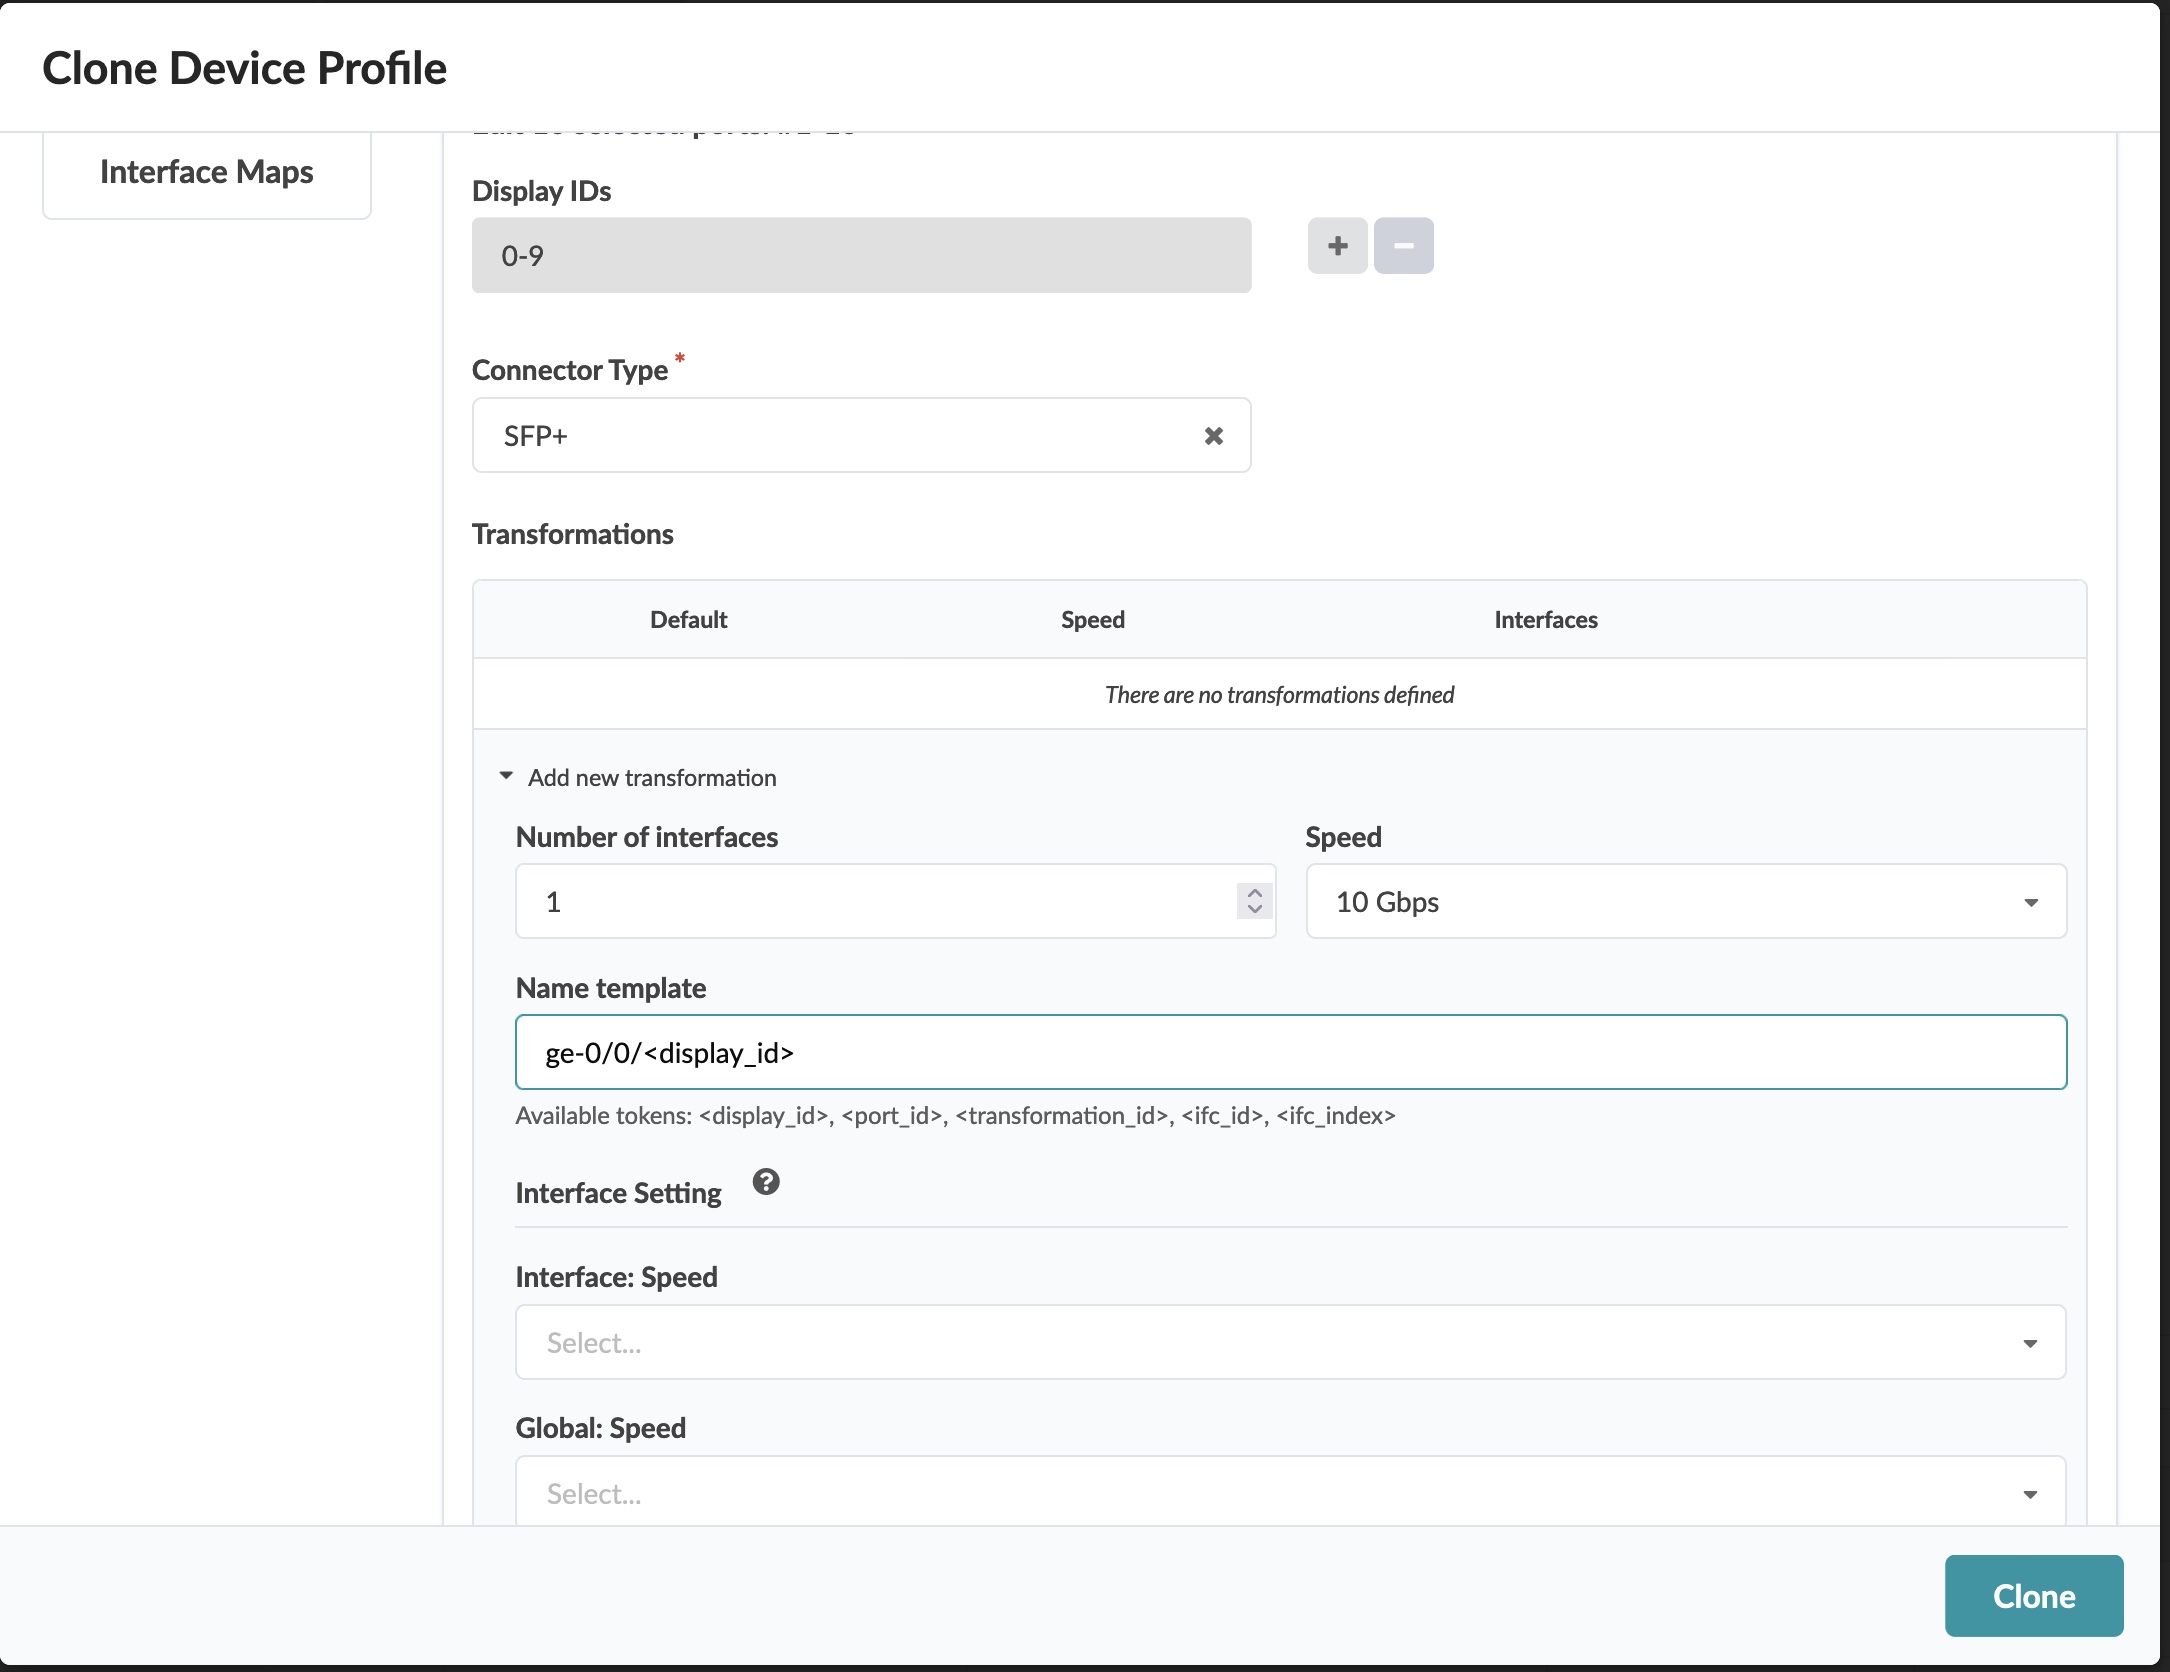 Clone Device Profile
Interface Maps
Display IDs
0-9
Connector Type *
SFP+
Transformations
Default Speed Interfaces
There are no transformations defined
Add new transformation
Number of interfaces Speed
1 10 Gbps
Name template
ge-0/0/<display_id>
Available tokens: <display_id>, <port_id>, <transformation_id>, <ifc_id>, <ifc_index>
Interface Setting ?
Interface: Speed
Select...
Global: Speed
Select...
Clone